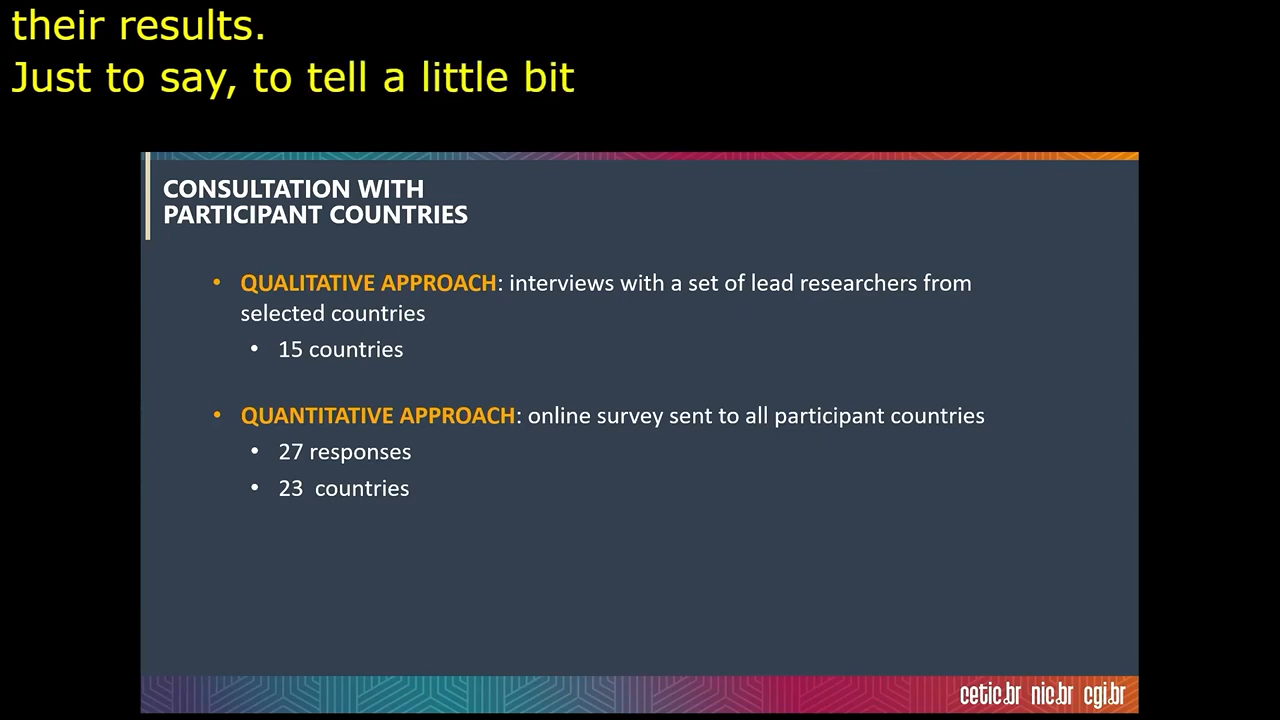 their results.
Just to say, to tell a little bit
CONSULTATION WITH
PARTICIPANT COUNTRIES
• QUALITATIVE APPROACH: interviews with a set of lead researchers from
selected countries
• 15 countries
• QUANTITATIVE APPROACH: online survey sent to all participant countries
• 27 responses
• 23 countries
cetic.br nic.br cgi.br